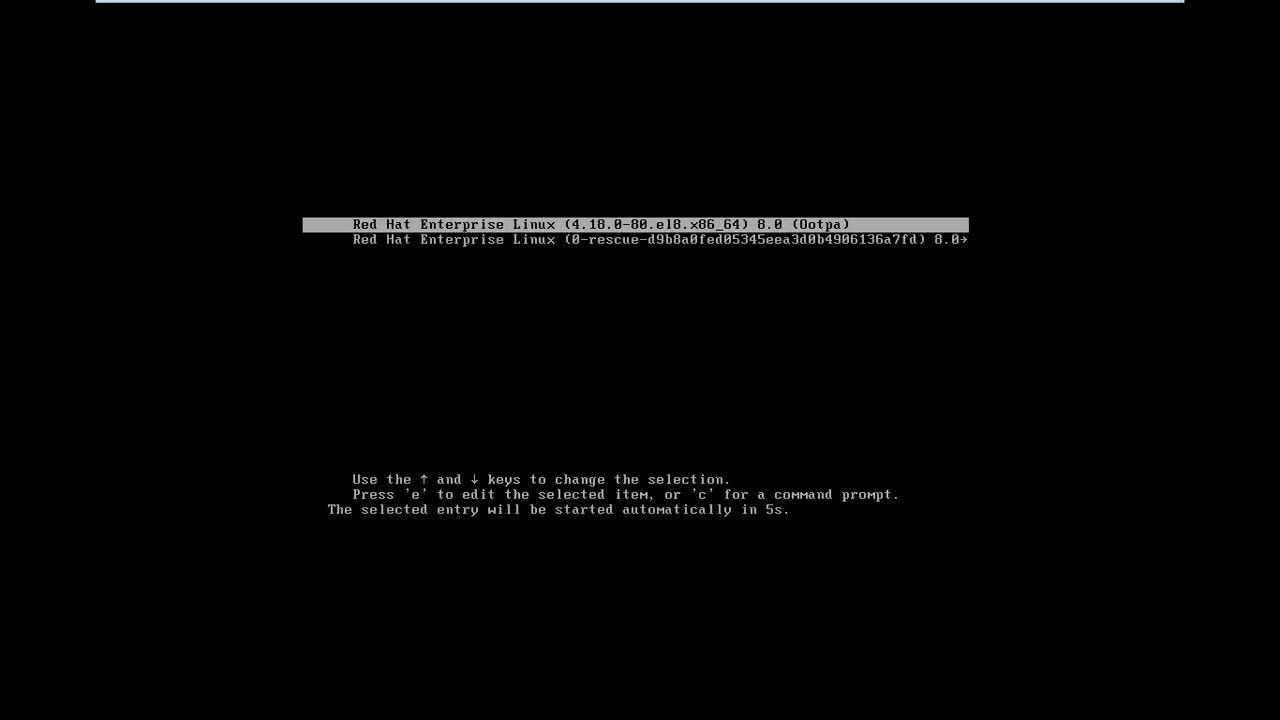 Red Hat Enterprise Linux (4.18.0-80.el8.x86_64) 8.0 (Ootpa)
Red Hat Enterprise Linux (0-rescue-d9b8a0fed05345eea3d0b4906136a7fd) 8.0→
Use the ↑ and ↓ keys to change the selection.
Press 'e' to edit the selected item, or 'c' for a command prompt.
The selected entry will be started automatically in 5s.